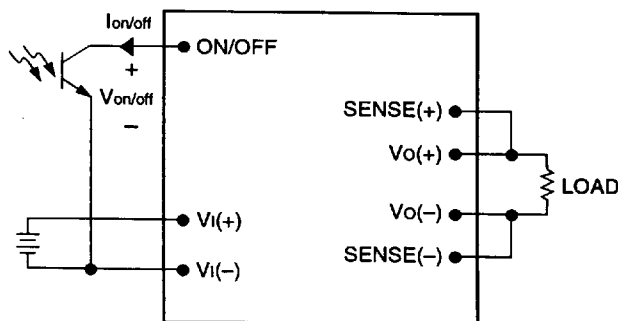 Ion/off
ON/OFF
+
Von/off
–
SENSE(+)
VO(+)
LOAD
VO(–)
SENSE(–)
VI(+)
VI(–)